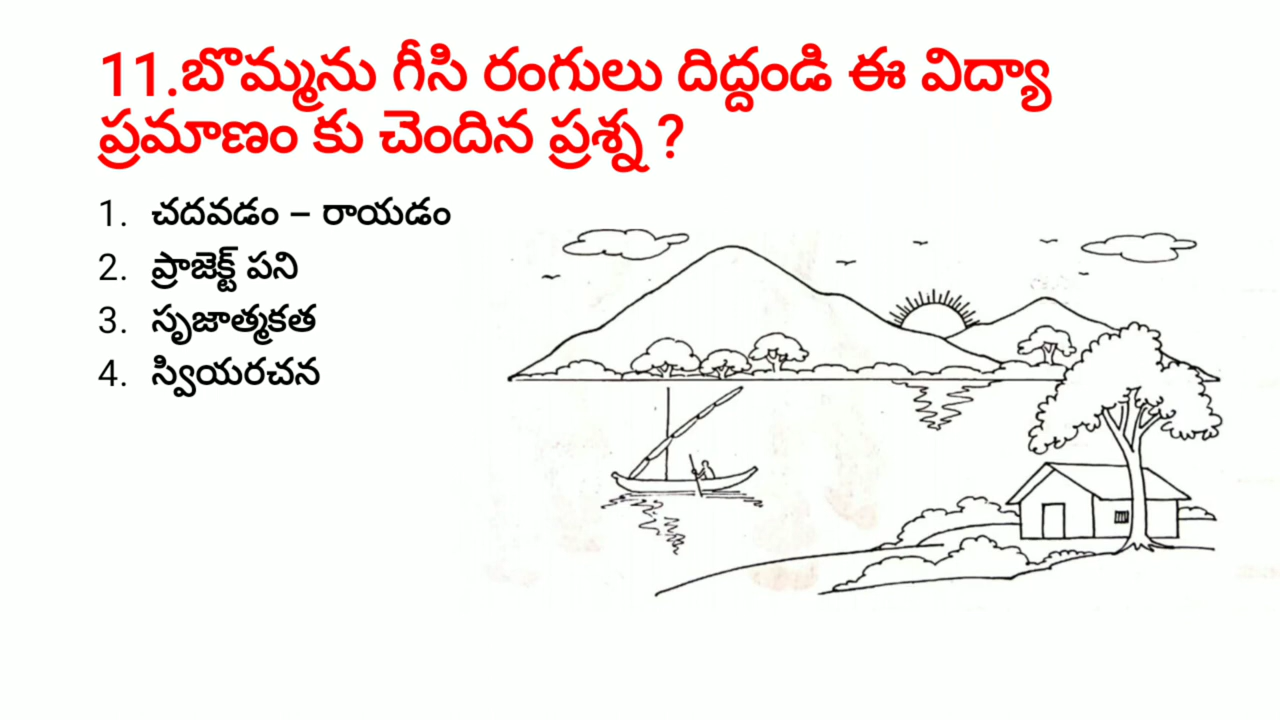 11.బొమ్మను గీసి రంగులు దిద్దండి ఈ విద్యా
ప్రమాణం కు చెందిన ప్రశ్న ?
1. చదవడం – రాయడం
2. ప్రాజెక్ట్ పని
3. సృజాత్మకత
4. స్వియరచన